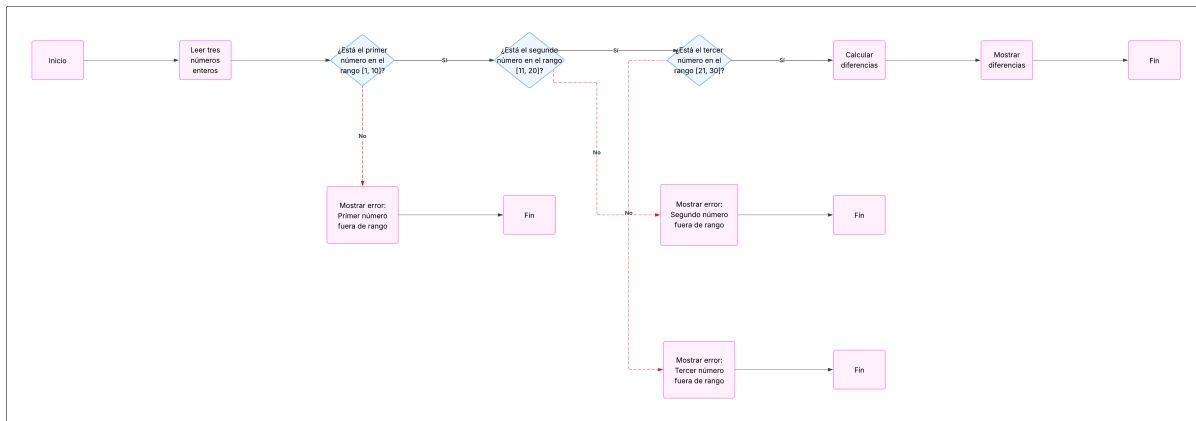 Inicio
Leer tres
números
enteros
¿Está el primer
número en el
rango [1, 10]?
Sí
¿Está el segundo
número en el rango
[11, 20]?
Sí
¿Está el tercer
número en el
rango [21, 30]?
Sí
Calcular
diferencias
Mostrar
diferencias
Fin
No
No
No
Mostrar error:
Primer número
fuera de rango
Fin
Mostrar error:
Segundo número
fuera de rango
Fin
Mostrar error:
Tercer número
fuera de rango
Fin